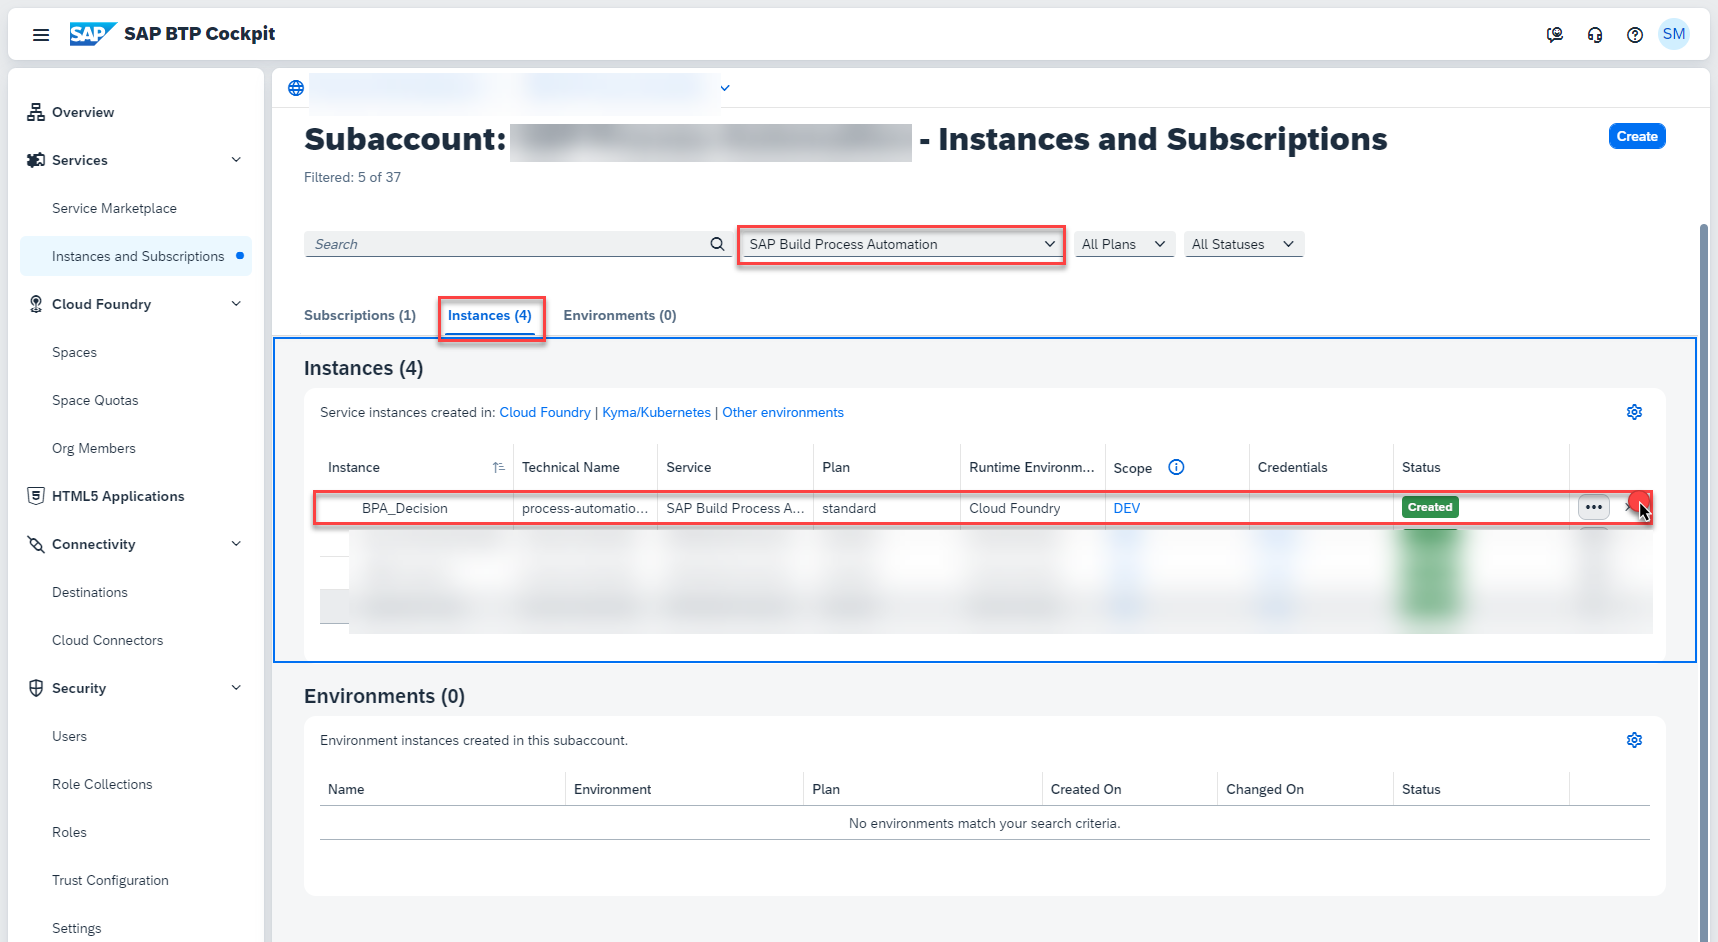 SAP SAP BTP Cockpit
SM
Overview
Services
Service Marketplace
Instances and Subscriptions
Cloud Foundry
Spaces
Space Quotas
Org Members
HTML5 Applications
Connectivity
Destinations
Cloud Connectors
Security
Users
Role Collections
Roles
Trust Configuration
Settings
Subaccount: - Instances and Subscriptions
Create
Filtered: 5 of 37
Search
SAP Build Process Automation
All Plans
All Statuses
Subscriptions (1)
Instances (4)
Environments (0)
Instances (4)
Service instances created in: Cloud Foundry | Kyma/Kubernetes | Other environments
Instance Technical Name Service Plan Runtime Environm... Scope Credentials Status
BPA_Decision process-automatio... SAP Build Process A... standard Cloud Foundry DEV Created
Environments (0)
Environment instances created in this subaccount.
Name Environment Plan Created On Changed On Status
No environments match your search criteria.